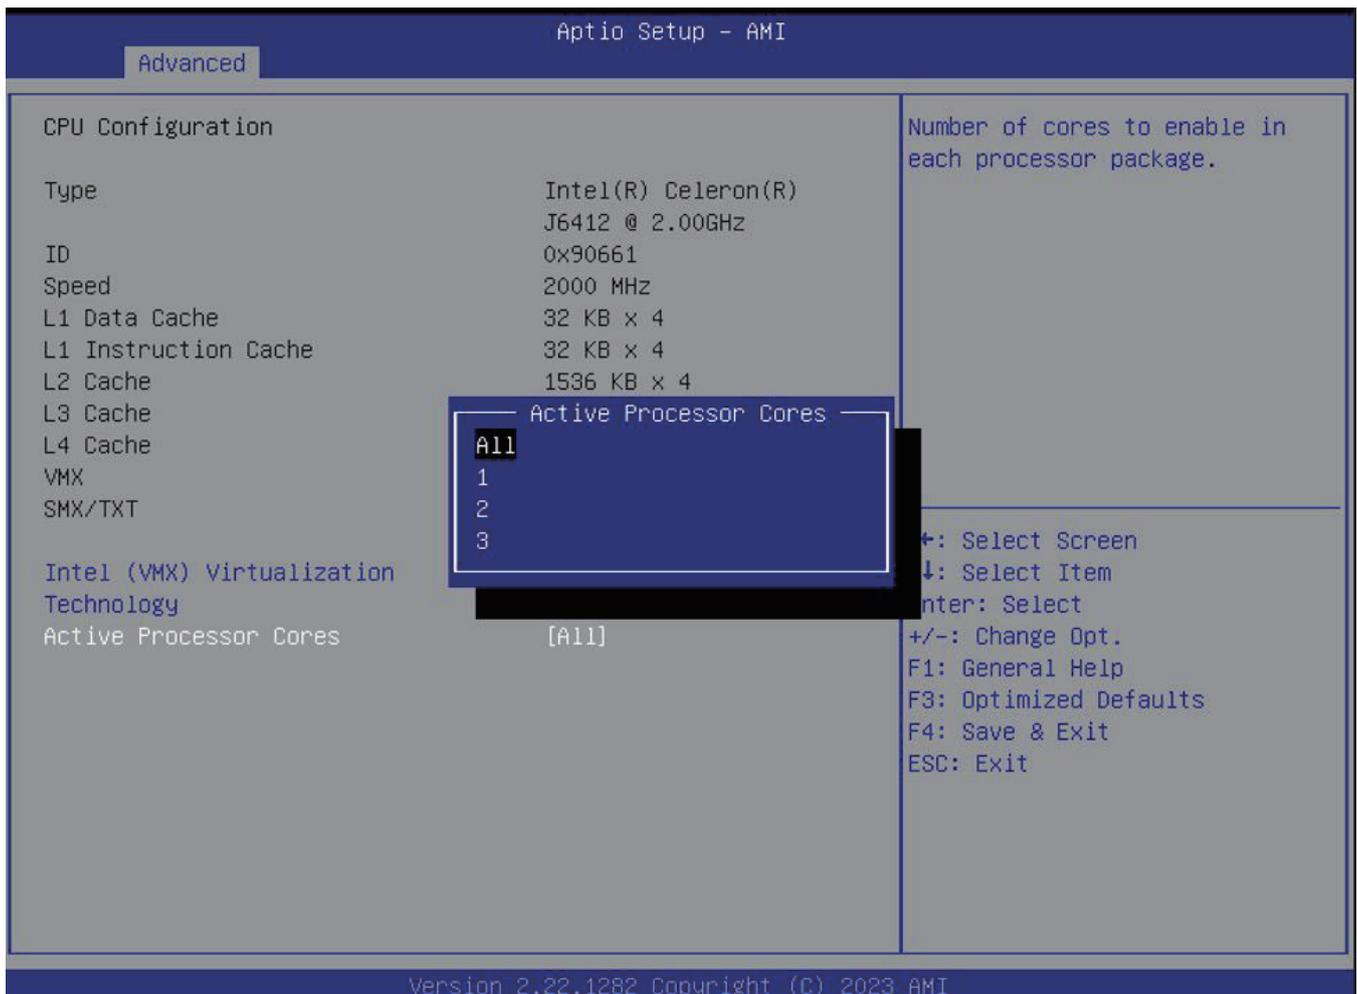 Aptio Setup – AMI
Advanced
CPU Configuration
Type Intel(R) Celeron(R)
J6412 @ 2.00GHz
ID 0x90661
Speed 2000 MHz
L1 Data Cache 32 KB x 4
L1 Instruction Cache 32 KB x 4
L2 Cache 1536 KB x 4
L3 Cache
L4 Cache
VMX
SMX/TXT
Intel (VMX) Virtualization
Technology
Active Processor Cores [All]
Active Processor Cores
All
1
2
3
Number of cores to enable in
each processor package.
←: Select Screen
↓: Select Item
nter: Select
+/-: Change Opt.
F1: General Help
F3: Optimized Defaults
F4: Save & Exit
ESC: Exit
Version 2.22.1282 Copyright (C) 2023 AMI